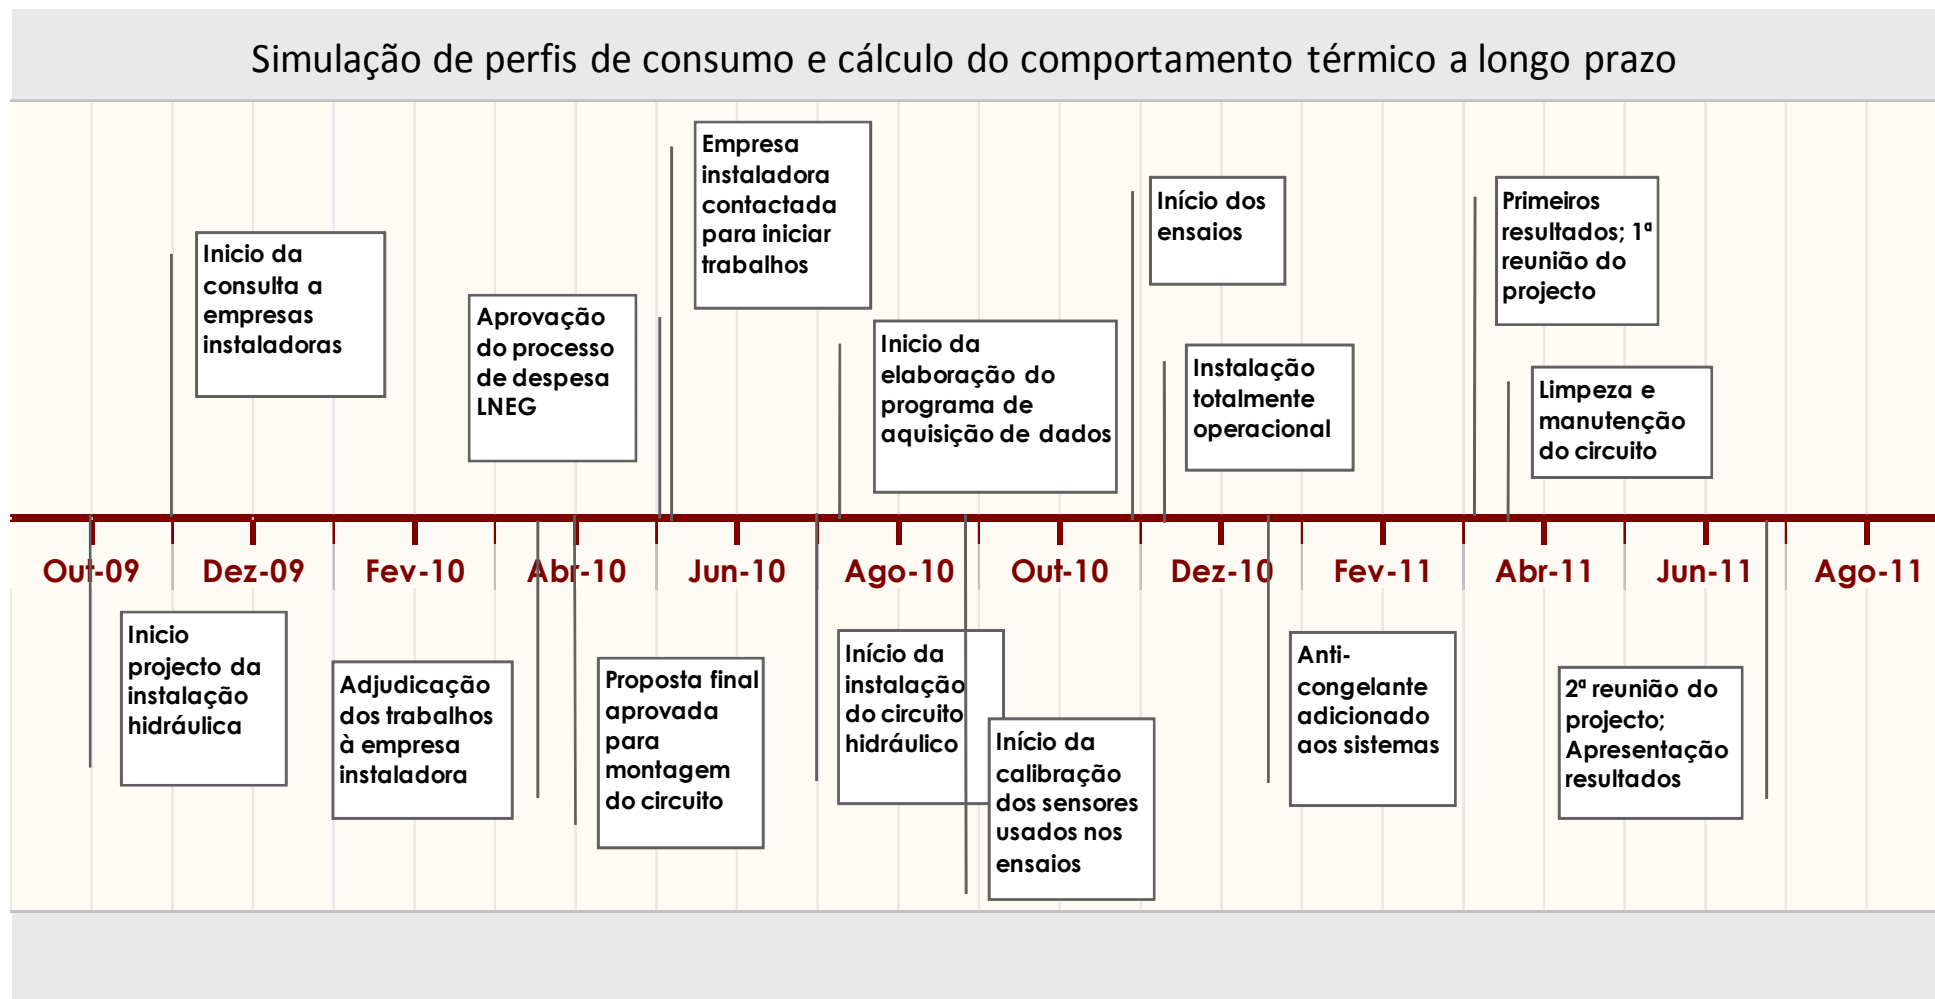 Simulação de perfis de consumo e cálculo do comportamento térmico a longo prazo
Inicio da
consulta a
empresas
instaladoras
Aprovação
do processo
de despesa
LNEG
Empresa
instaladora
contactada
para iniciar
trabalhos
Inicio da
elaboração do
programa de
aquisição de dados
Início dos
ensaios
Instalação
totalmente
operacional
Primeiros
resultados; 1ª
reunião do
projecto
Limpeza e
manutenção
do circuito
Out-09 Dez-09 Fev-10 Abr-10 Jun-10 Ago-10 Out-10 Dez-10 Fev-11 Abr-11 Jun-11 Ago-11
Inicio
projecto da
instalação
hidráulica
Adjudicação
dos trabalhos
à empresa
instaladora
Proposta final
aprovada
para
montagem
do circuito
Início da
instalação
do circuito
hidráulico
Início da
calibração
dos sensores
usados nos
ensaios
Anti-
congelante
adicionado
aos sistemas
2ª reunião do
projecto;
Apresentação
resultados